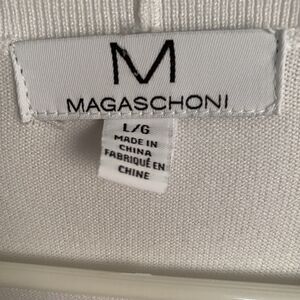 M
MAGASCHONI
L/G
MADE IN
CHINA
FABRIQUÉ EN
CHINE